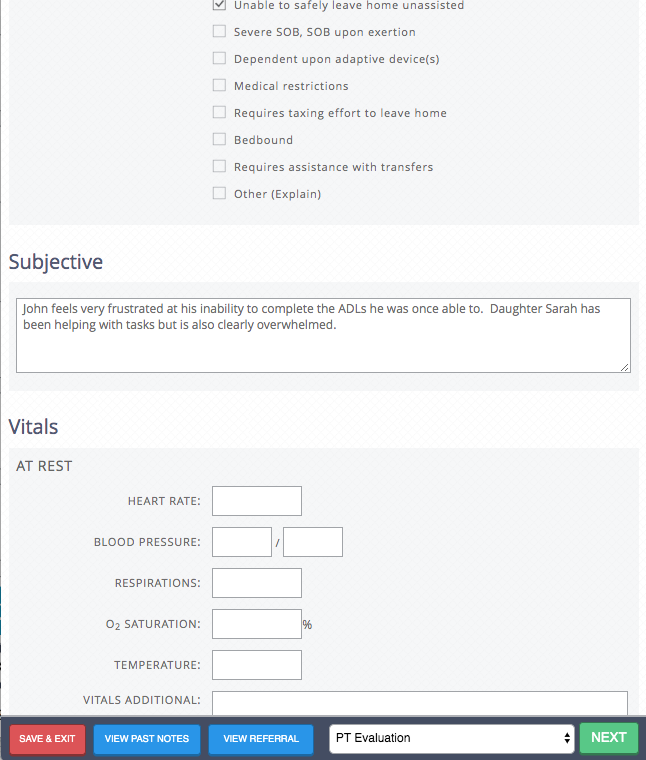 Unable to safely leave home unassisted
Severe SOB, SOB upon exertion
Dependent upon adaptive device(s)
Medical restrictions
Requires taxing effort to leave home
Bedbound
Requires assistance with transfers
Other (Explain)
Subjective
John feels very frustrated at his inability to complete the ADLs he was once able to.  Daughter Sarah has
been helping with tasks but is also clearly overwhelmed.
Vitals
AT REST
HEART RATE:
BLOOD PRESSURE: /
RESPIRATIONS:
O2 SATURATION: %
TEMPERATURE:
VITALS ADDITIONAL:
SAVE & EXIT VIEW PAST NOTES VIEW REFERRAL PT Evaluation NEXT